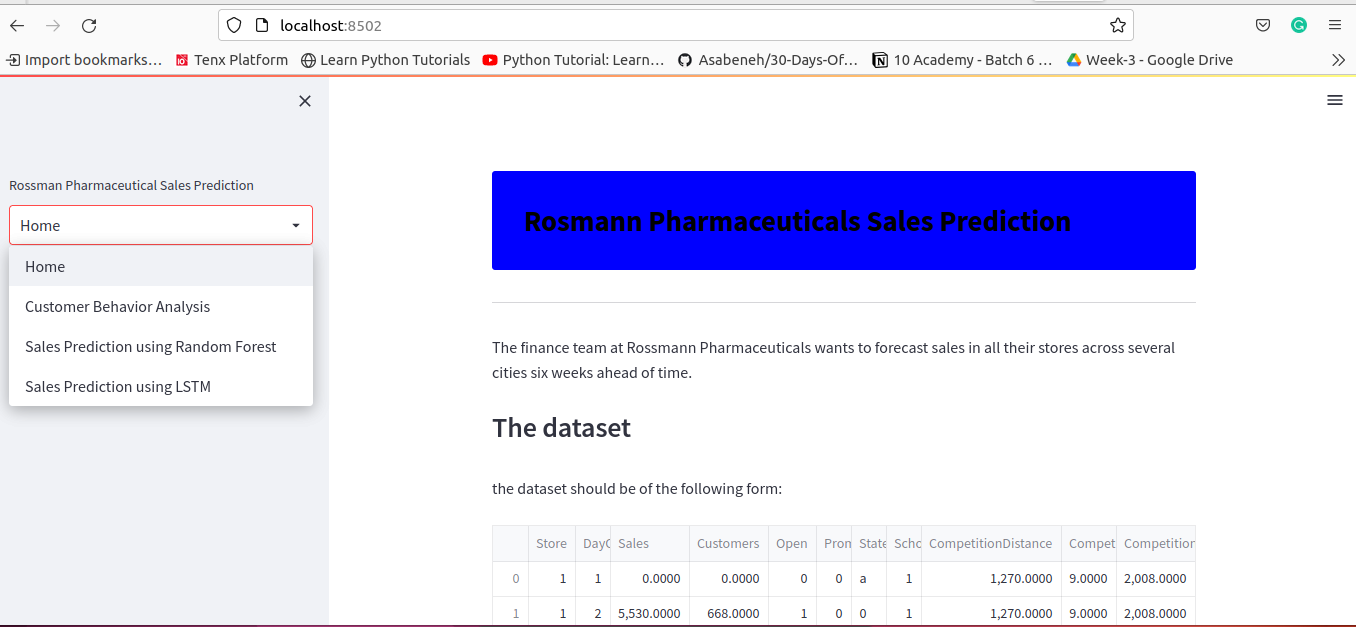 localhost:8502
Import bookmarks... Tenx Platform Learn Python Tutorials Python Tutorial: Learn... Asabeneh/30-Days-Of... 10 Academy - Batch 6 ... Week-3 - Google Drive
Rossman Pharmaceutical Sales Prediction
Home
Home
Customer Behavior Analysis
Sales Prediction using Random Forest
Sales Prediction using LSTM
Rosmann Pharmaceuticals Sales Prediction
The finance team at Rossmann Pharmaceuticals wants to forecast sales in all their stores across several
cities six weeks ahead of time.
The dataset
the dataset should be of the following form:
Store DayO Sales Customers Open Prom State Scho CompetitionDistance Compet Competition
0 1 1 0.0000 0.0000 0 0 a 1 1,270.0000 9.0000 2,008.0000
1 1 2 5,530.0000 668.0000 1 0 0 1 1,270.0000 9.0000 2,008.0000